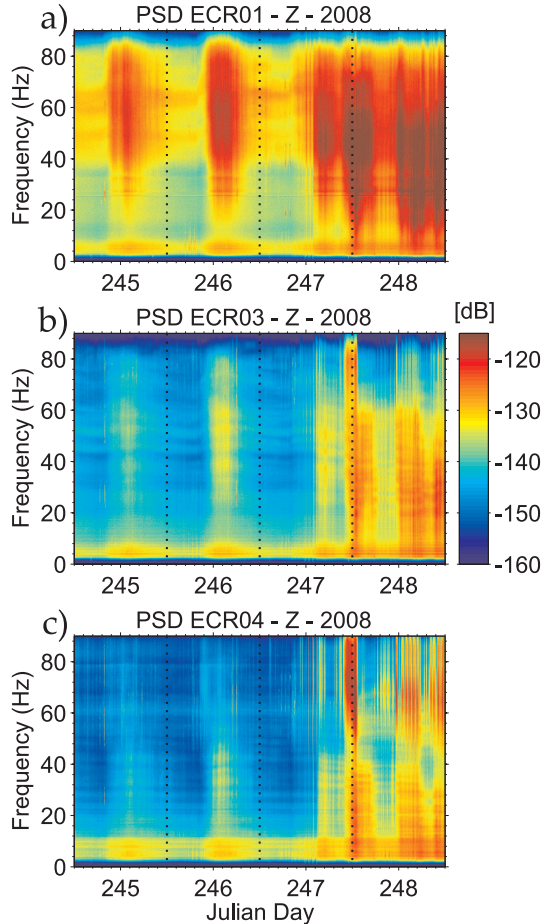 a) PSD ECR01 - Z - 2008
Frequency (Hz)
80
60
40
20
0
245 246 247 248
b) PSD ECR03 - Z - 2008
[dB]
Frequency (Hz)
80
60
40
20
0
-120
-130
-140
-150
-160
245 246 247 248
c) PSD ECR04 - Z - 2008
Frequency (Hz)
80
60
40
20
0
245 246 247 248
Julian Day